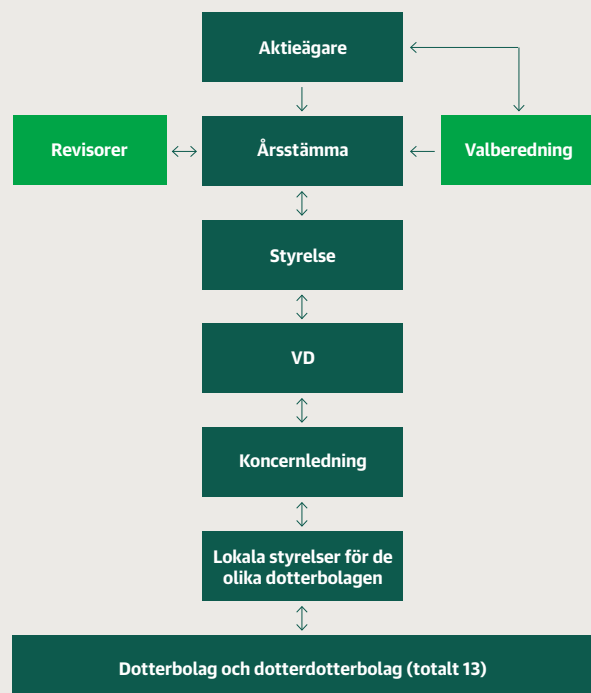 Aktieägare
Revisorer
Årsstämma
Valberedning
Styrelse
VD
Koncernledning
Lokala styrelser för de
olika dotterbolagen
Dotterbolag och dotterdotterbolag (totalt 13)